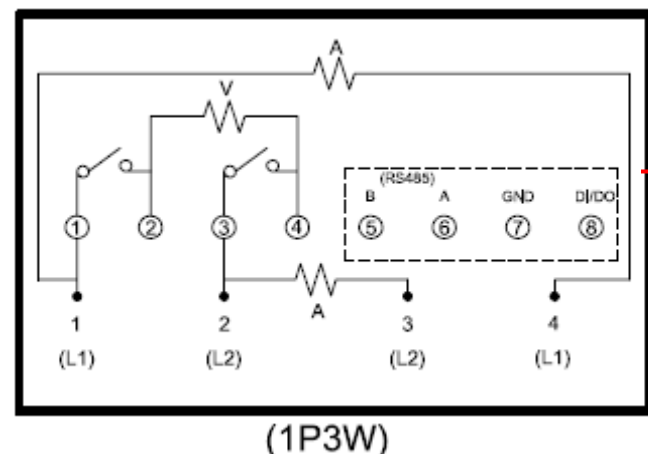 A
V
(RS485)
B A GND DI/DO
① ② ③ ④ ⑤ ⑥ ⑦ ⑧
A
1 2 3 4
(L1) (L2) (L2) (L1)
(1P3W)